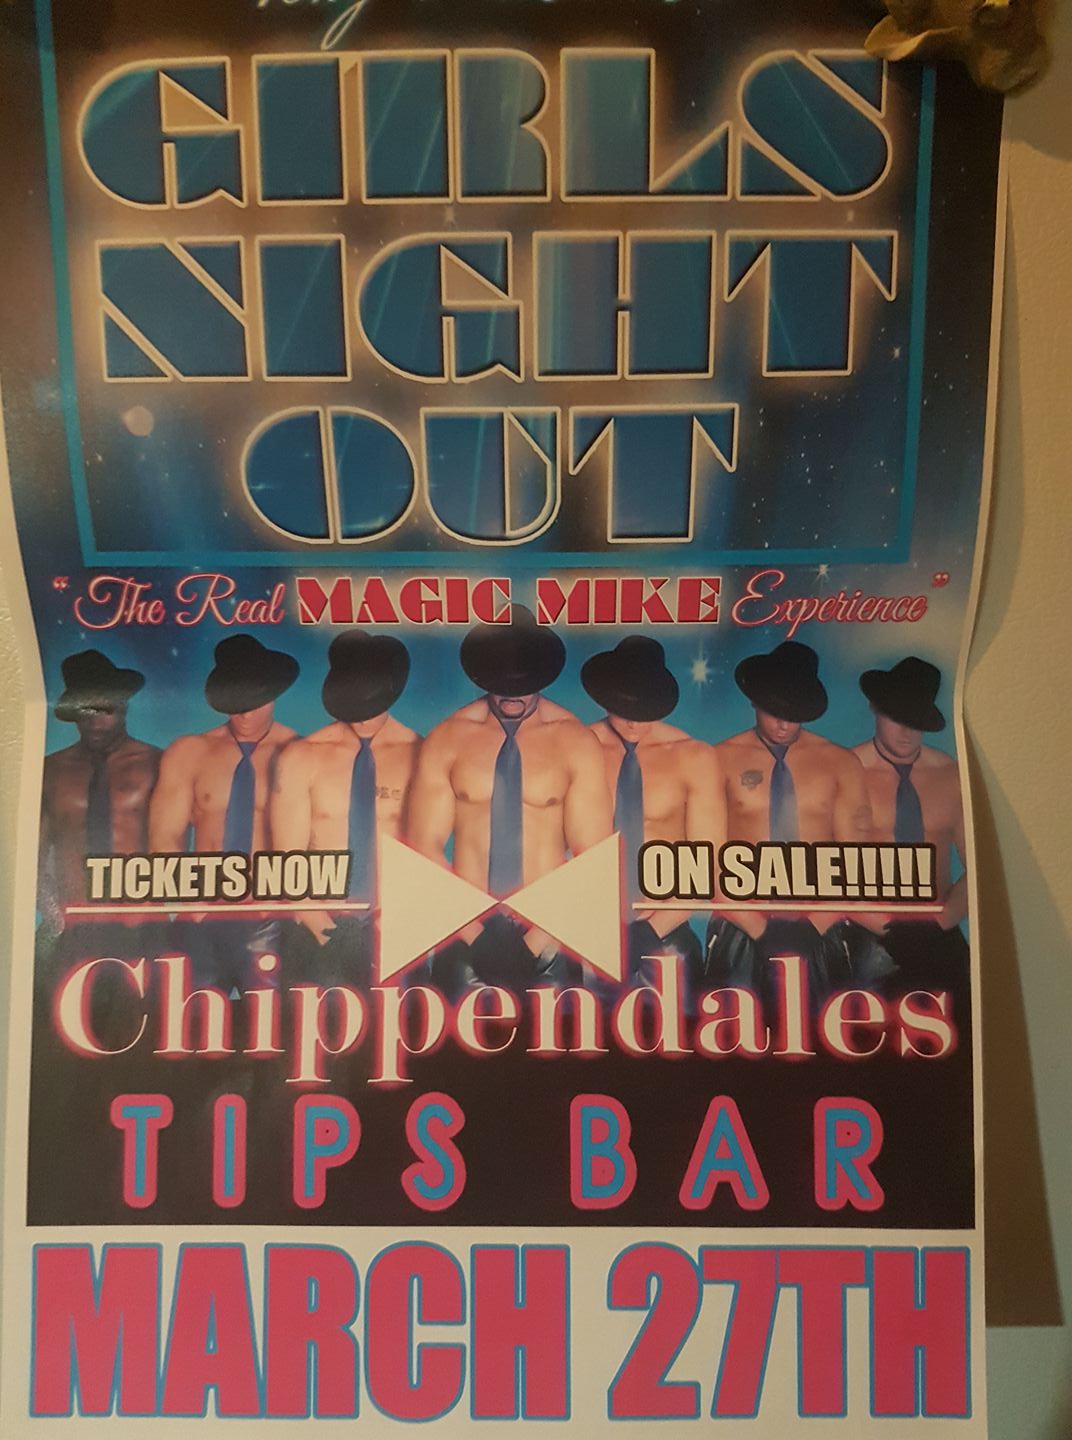 GIRLS
NIGHT
OUT
"The Real MAGIC MIKE Experience"
TICKETS NOW
ON SALE!!!!!
Chippendales
TIPS BAR
MARCH 27TH